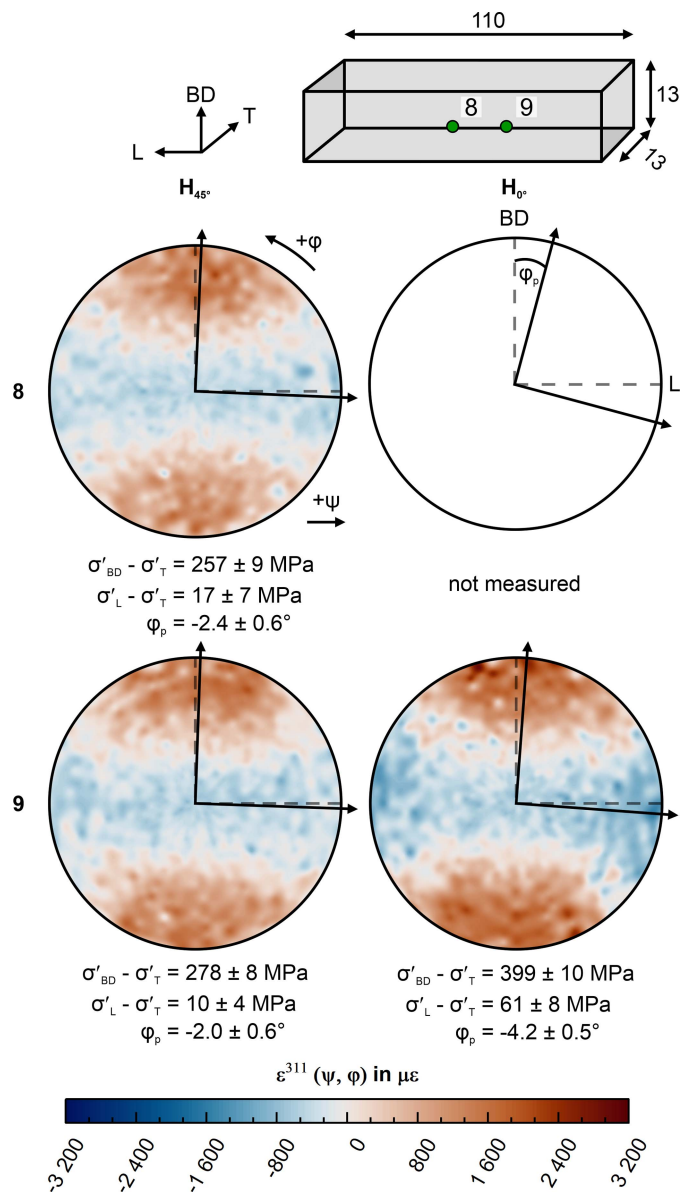 110
BD
T
L
8 9
13
13
H45° H0°
+φ
BD
φp
8
L
+ψ
σ′BD - σ′T = 257 ± 9 MPa
σ′L - σ′T = 17 ± 7 MPa
φp = -2.4 ± 0.6°
not measured
9
σ′BD - σ′T = 278 ± 8 MPa
σ′L - σ′T = 10 ± 4 MPa
φp = -2.0 ± 0.6°
σ′BD - σ′T = 399 ± 10 MPa
σ′L - σ′T = 61 ± 8 MPa
φp = -4.2 ± 0.5°
ε³¹¹ (ψ, φ) in με
-3 200 -2 400 -1 600 -800 0 800 1 600 2 400 3 200